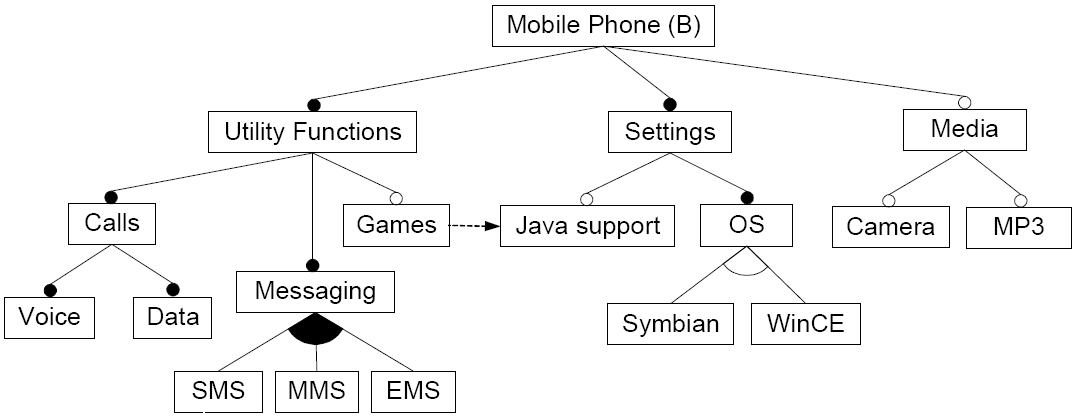 Mobile Phone (B)
Utility Functions
Settings
Media
Calls
Games
Java support
OS
Camera
MP3
Messaging
Voice
Data
Symbian
WinCE
SMS
MMS
EMS